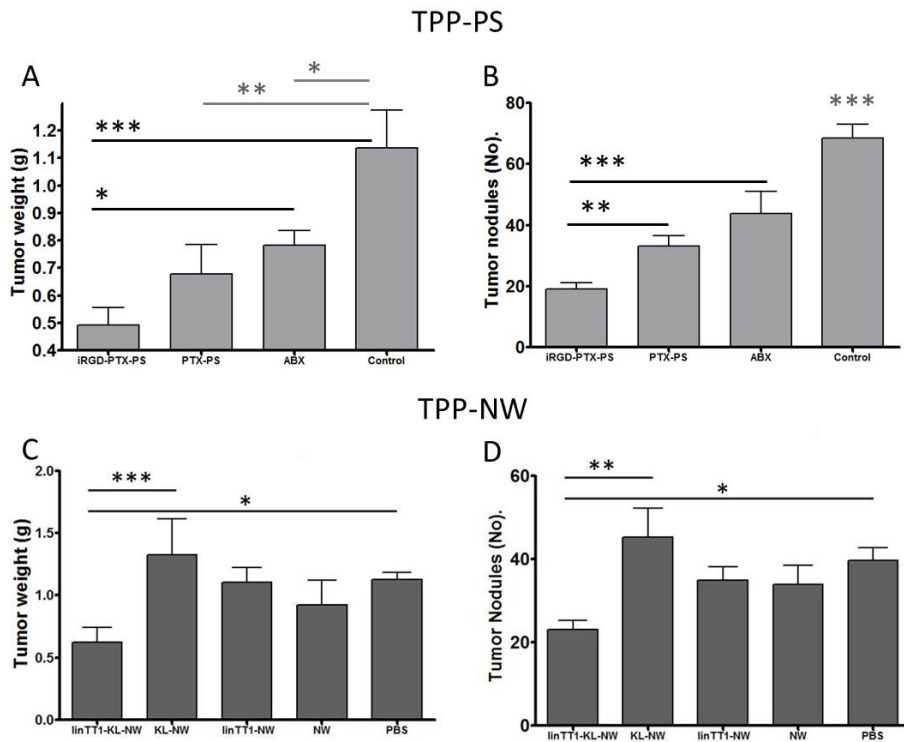 TPP-PS
A
Tumor weight (g)
1.2
1.1
1.0
0.9
0.8
0.7
0.6
0.5
0.4
***
*
**
*
iRGD-PTX-PS PTX-PS ABX Control
B
Tumor nodules (No).
80
60
40
20
0
***
**
***
iRGD-PTX-PS PTX-PS ABX Control
TPP-NW
C
Tumor weight (g)
2.0
1.5
1.0
0.5
0.0
***
*
linTT1-KL-NW KL-NW linTT1-NW NW PBS
D
Tumor Nodules (No).
60
40
20
0
**
*
linTT1-KL-NW KL-NW linTT1-NW NW PBS